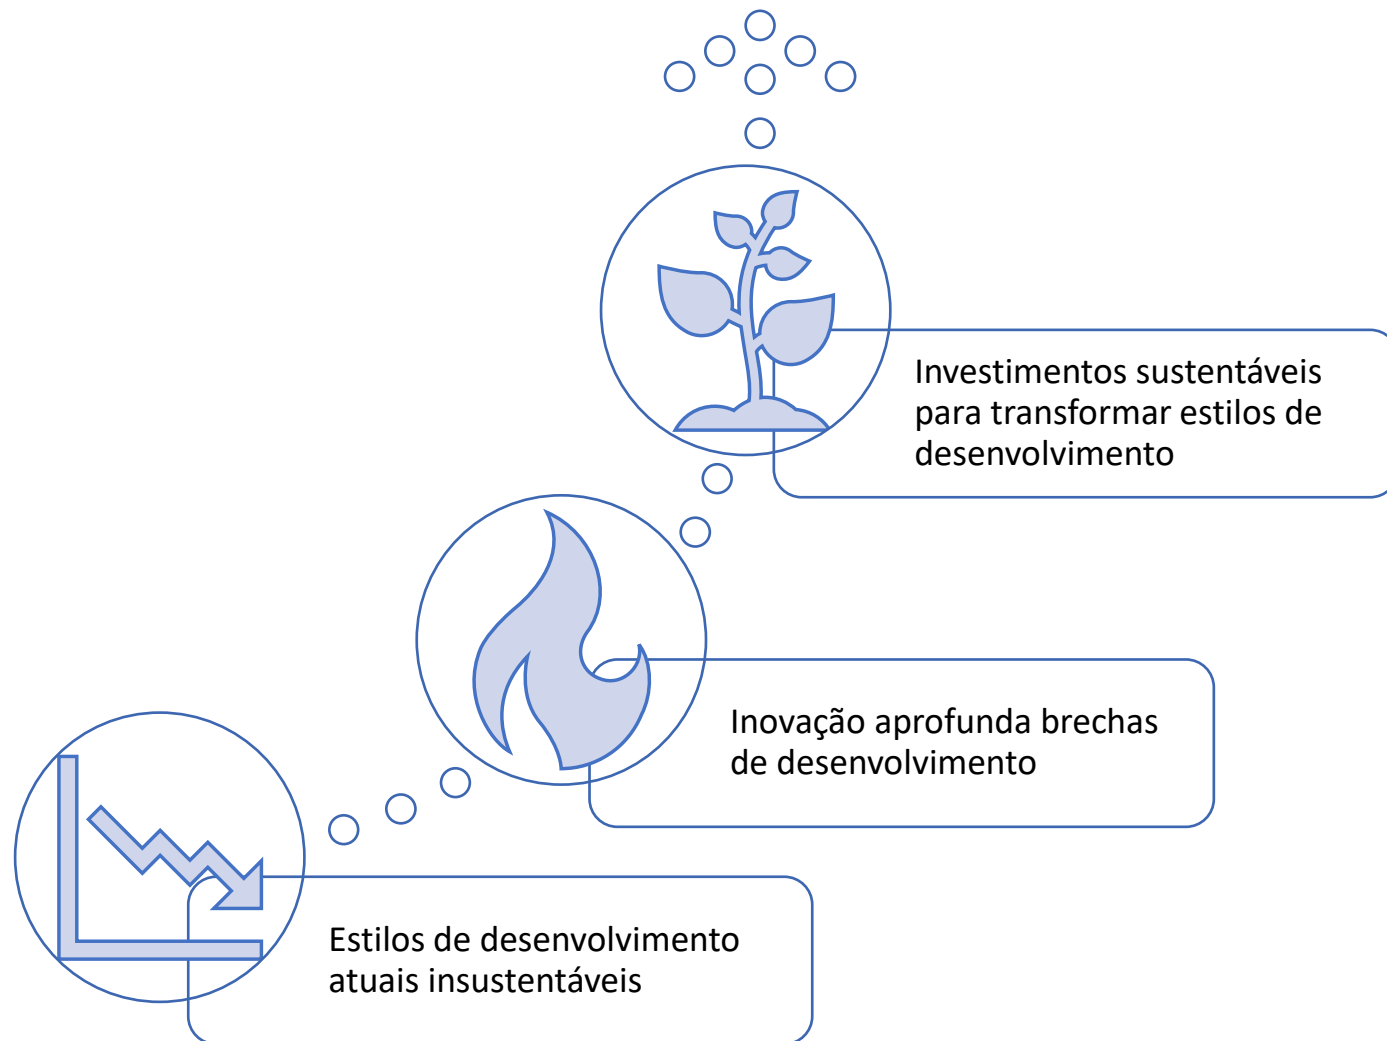 Investimentos sustentáveis
para transformar estilos de
desenvolvimento
Inovação aprofunda brechas
de desenvolvimento
Estilos de desenvolvimento
atuais insustentáveis